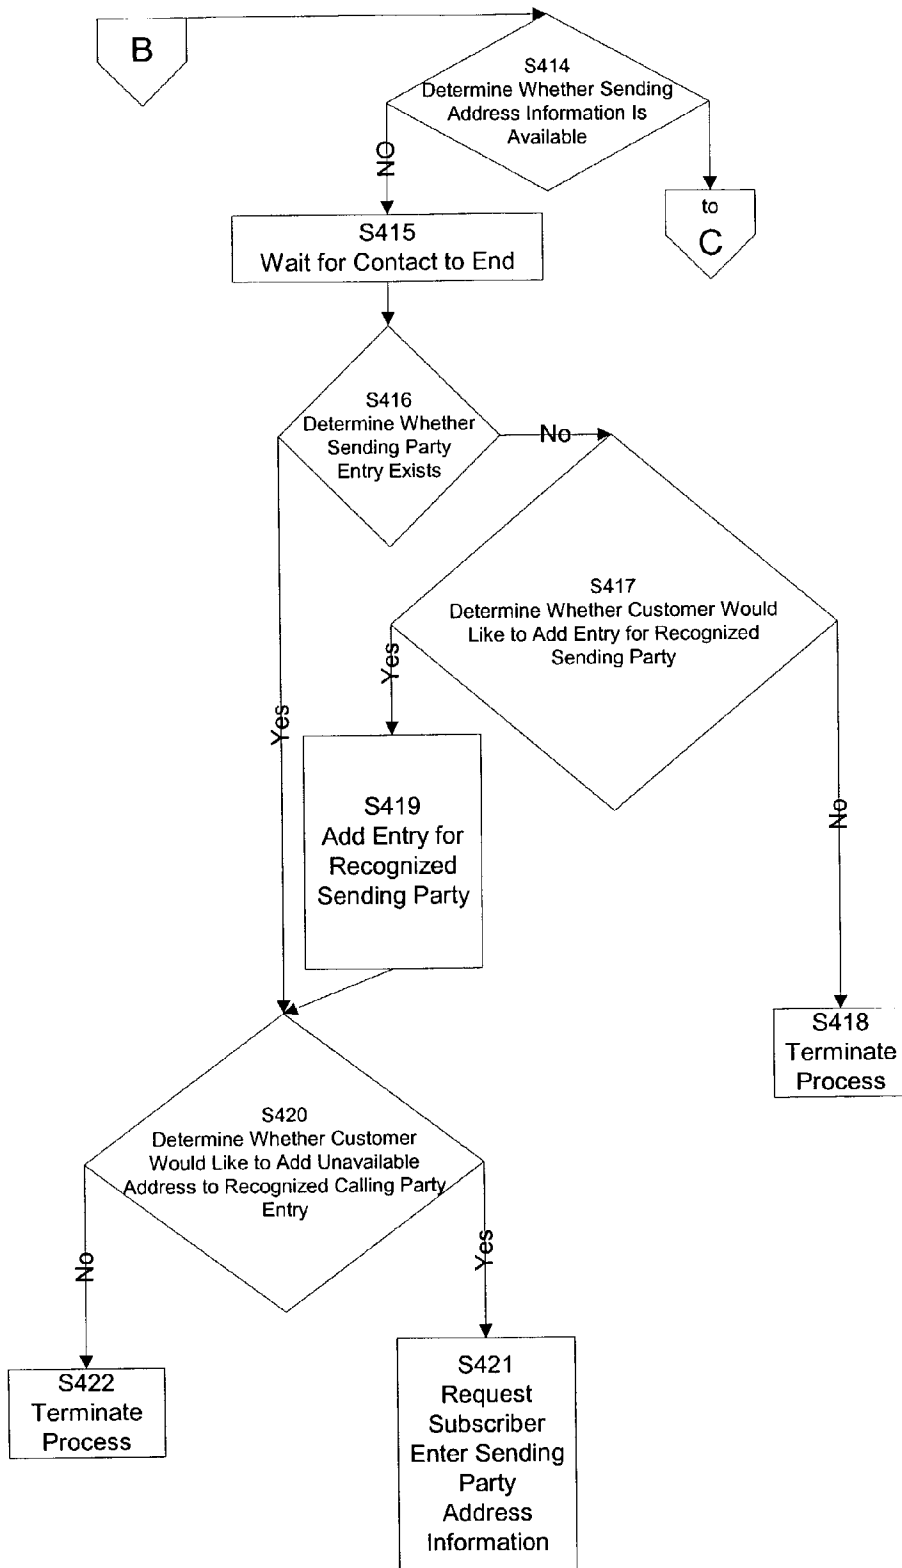 B
S414
Determine Whether Sending
Address Information Is
Available
NO
to
C
S415
Wait for Contact to End
S416
Determine Whether
Sending Party
Entry Exists
No
S417
Determine Whether Customer Would
Like to Add Entry for Recognized
Sending Party
Yes
Yes
No
S419
Add Entry for
Recognized
Sending Party
S418
Terminate
Process
S420
Determine Whether Customer
Would Like to Add Unavailable
Address to Recognized Calling Party
Entry
No
Yes
S422
Terminate
Process
S421
Request
Subscriber
Enter Sending
Party
Address
Information